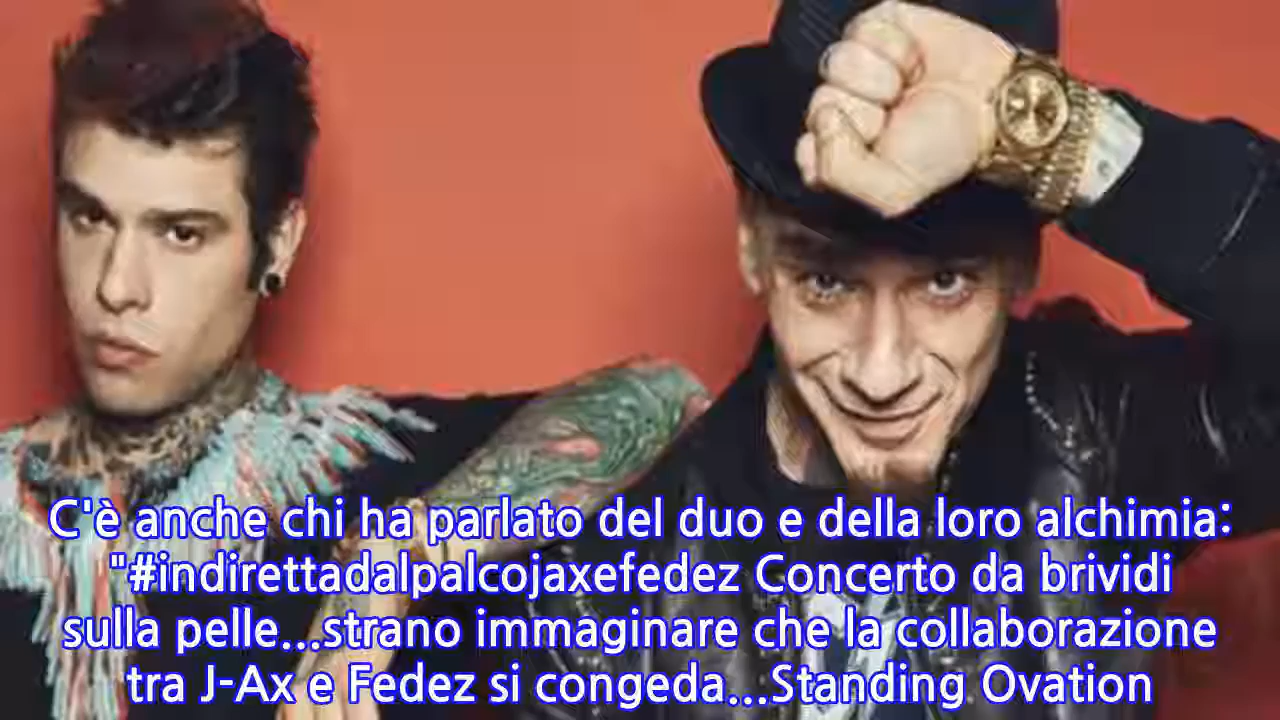 C'è anche chi ha parlato del duo e della loro alchimia:
"#indirettadalpalcojaxefedez Concerto da brividi
sulla pelle...strano immaginare che la collaborazione
tra J-Ax e Fedez si congeda...Standing Ovation